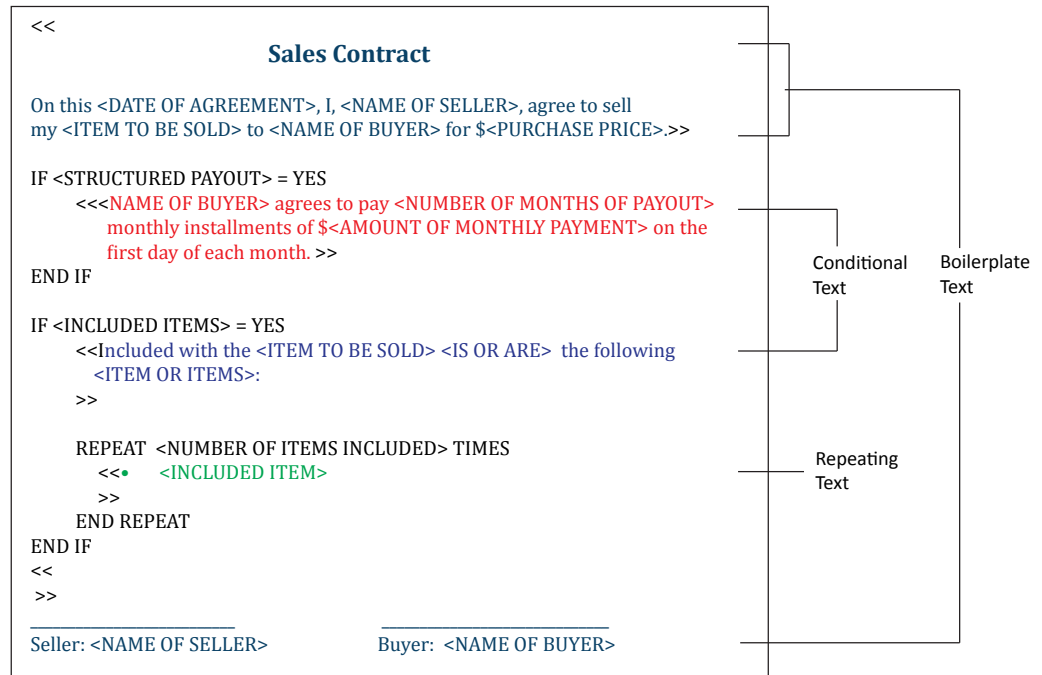 <<
Sales Contract
On this <DATE OF AGREEMENT>, I, <NAME OF SELLER>, agree to sell
my <ITEM TO BE SOLD> to <NAME OF BUYER> for $<PURCHASE PRICE>.>>
IF <STRUCTURED PAYOUT> = YES
<<<NAME OF BUYER> agrees to pay <NUMBER OF MONTHS OF PAYOUT>
monthly installments of $<AMOUNT OF MONTHLY PAYMENT> on the
first day of each month. >>
END IF
IF <INCLUDED ITEMS> = YES
<<Included with the <ITEM TO BE SOLD> <IS OR ARE> the following
<ITEM OR ITEMS>:
>>
REPEAT <NUMBER OF ITEMS INCLUDED> TIMES
<<• <INCLUDED ITEM>
>>
END REPEAT
END IF
<<
>>
Seller: <NAME OF SELLER> Buyer: <NAME OF BUYER>
Conditional
Text
Boilerplate
Text
Repeating
Text